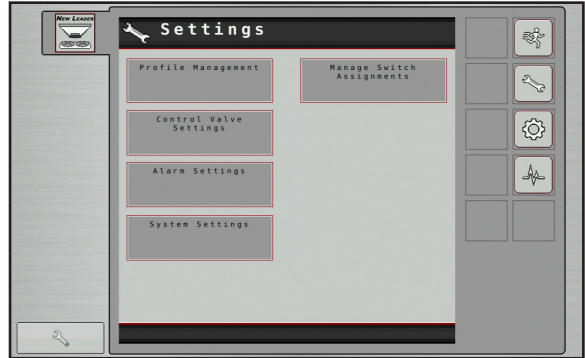 New Leader
Settings
Profile Management
Manage Switch
Assignments
Control Valve
Settings
Alarm Settings
System Settings